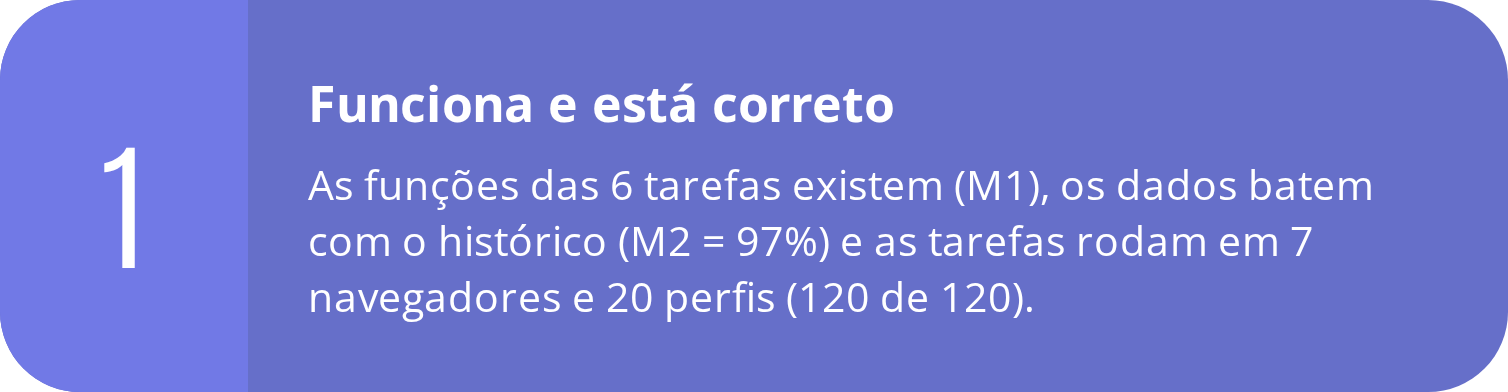 1
Funciona e está correto
As funções das 6 tarefas existem (M1), os dados batem
com o histórico (M2 = 97%) e as tarefas rodam em 7
navegadores e 20 perfis (120 de 120).